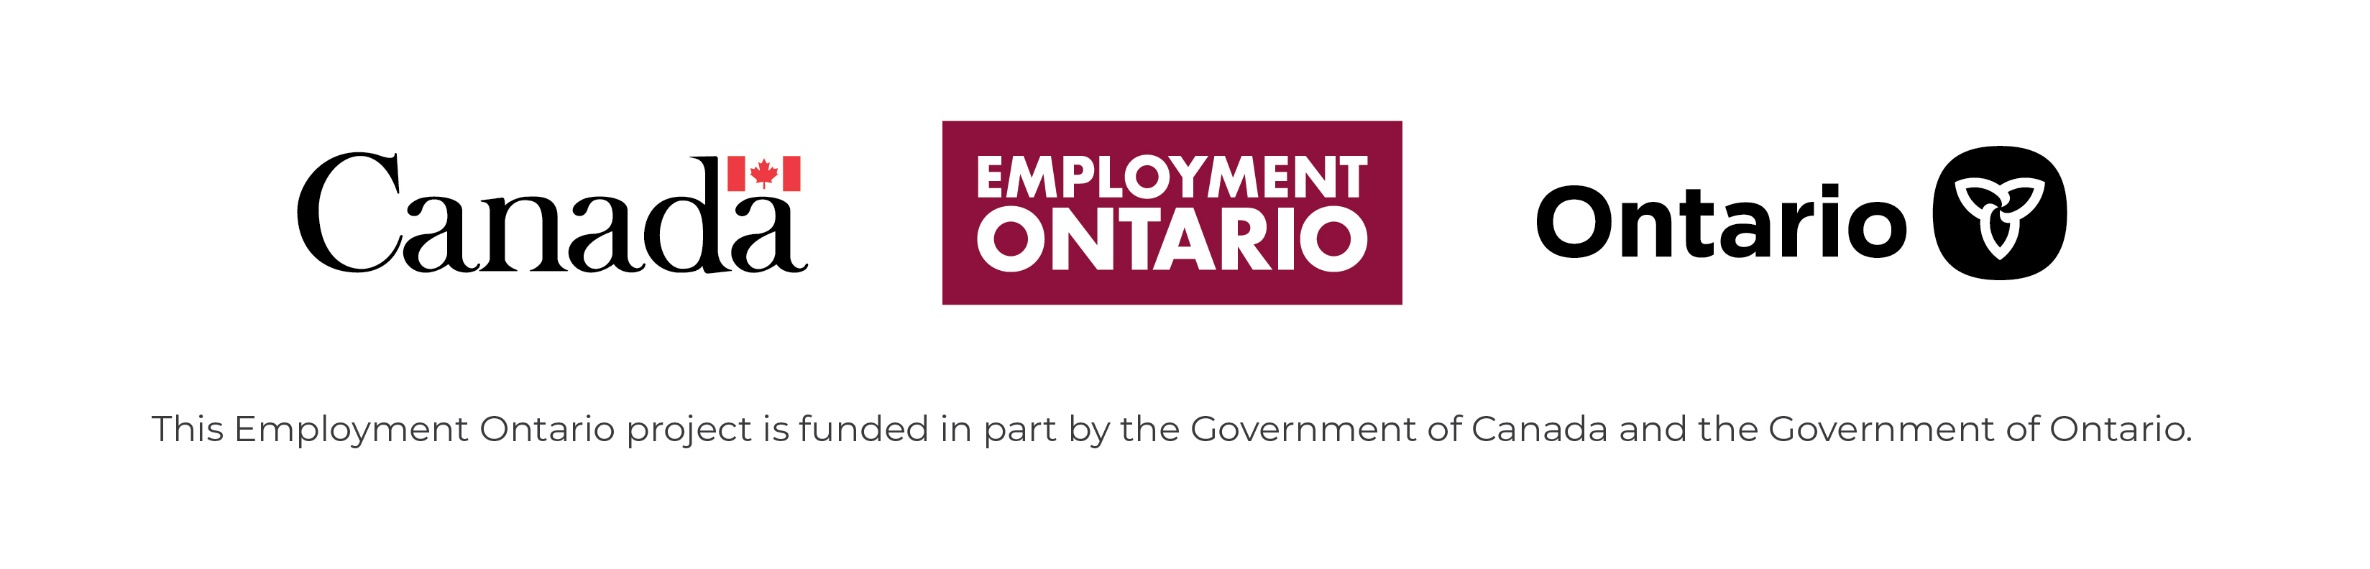 Canada
EMPLOYMENT
ONTARIO
Ontario
This Employment Ontario project is funded in part by the Government of Canada and the Government of Ontario.